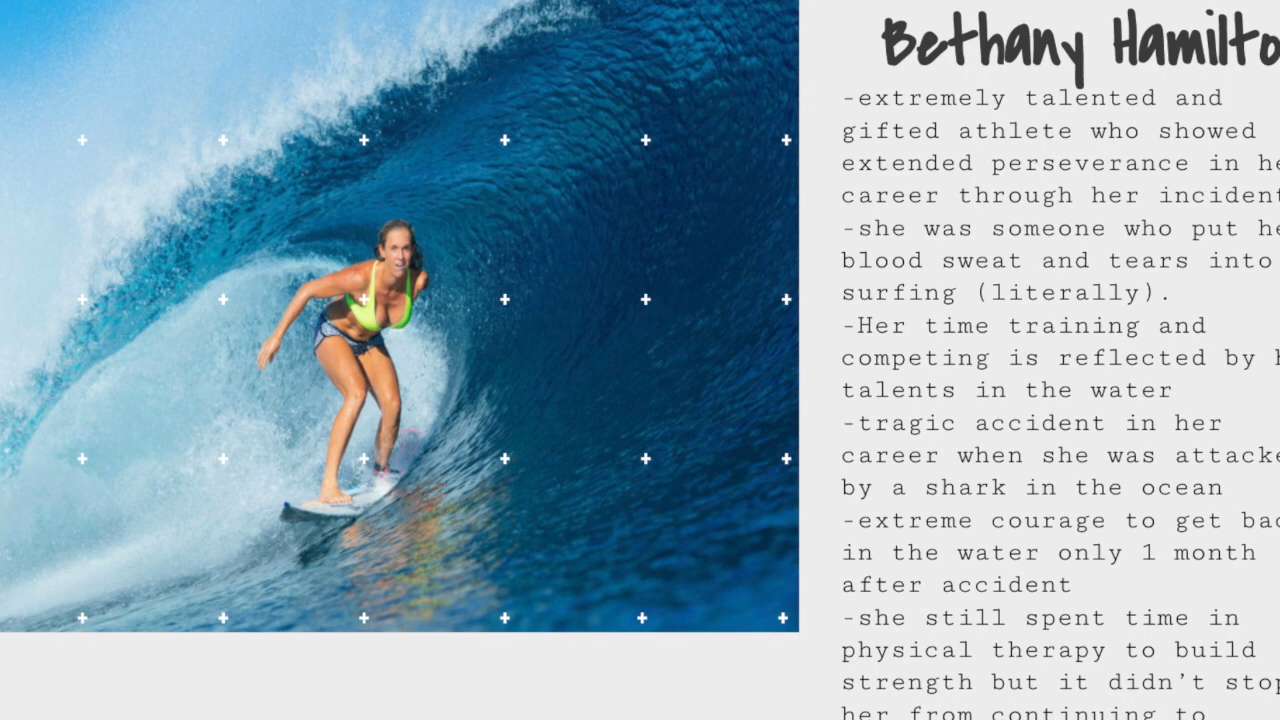 Bethany Hamilto
-extremely talented and
gifted athlete who showed
extended perseverance in he
career through her incident
-she was someone who put he
blood sweat and tears into
surfing (literally).
-Her time training and
competing is reflected by h
talents in the water
-tragic accident in her
career when she was attacke
by a shark in the ocean
-extreme courage to get bac
in the water only 1 month
after accident
-she still spent time in
physical therapy to build
strength but it didn't stop
her from continuing to